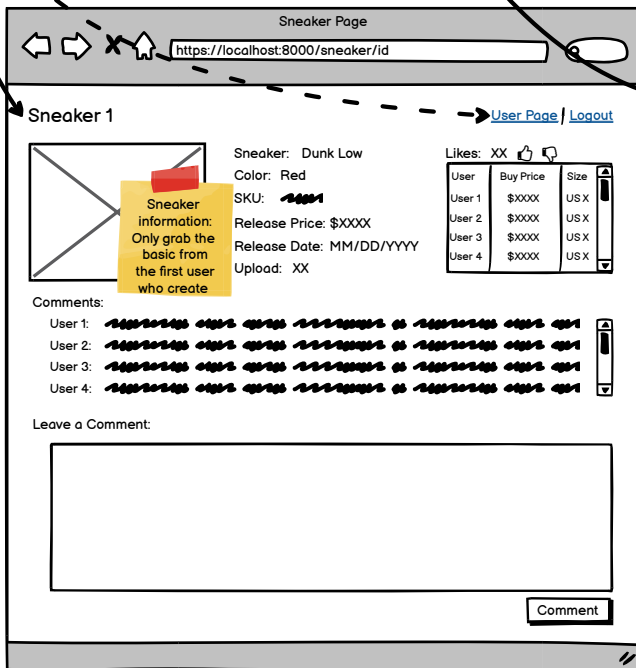 Sneaker Page
https://localhost:8000/sneaker/id
Sneaker 1
User Page | Logout
Sneaker: Dunk Low
Color: Red
SKU:
Release Price: $XXXX
Release Date: MM/DD/YYYY
Upload: XX
Sneaker
information:
Only grab the
basic from
the first user
who create
Likes: XX
User Buy Price Size
User 1 $XXXX US X
User 2 $XXXX US X
User 3 $XXXX US X
User 4 $XXXX US X
Comments:
User 1:
User 2:
User 3:
User 4:
Leave a Comment:
Comment